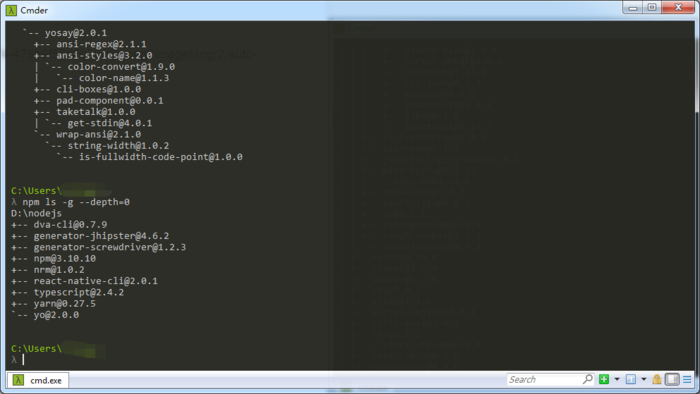 Cmder
`-- yosay@2.0.1
+-- ansi-regex@2.1.1
+-- ansi-styles@3.2.0
| `-- color-convert@1.9.0
|   `-- color-name@1.1.3
+-- cli-boxes@1.0.0
+-- pad-component@0.0.1
+-- taketalk@1.0.0
| `-- get-stdin@4.0.1
`-- wrap-ansi@2.1.0
`-- string-width@1.0.2
`-- is-fullwidth-code-point@1.0.0
C:\Users\
λ npm ls -g --depth=0
D:\nodejs
+-- dva-cli@0.7.9
+-- generator-jhipster@4.6.2
+-- generator-screwdriver@1.2.3
+-- npm@3.10.10
+-- nrm@1.0.2
+-- react-native-cli@2.0.1
+-- typescript@2.4.2
+-- yarn@0.27.5
`-- yo@2.0.0
C:\Users\
λ
cmd.exe
Search